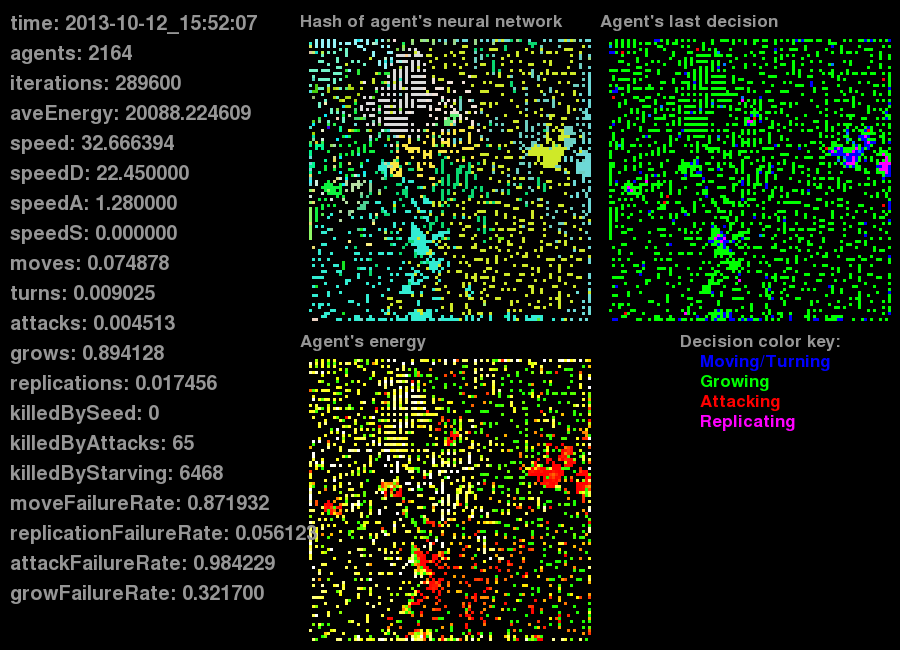 time: 2013-10-12_15:52:07
agents: 2164
iterations: 289600
aveEnergy: 20088.224609
speed: 32.666394
speedD: 22.450000
speedA: 1.280000
speedS: 0.000000
moves: 0.074878
turns: 0.009025
attacks: 0.004513
grows: 0.894128
replications: 0.017456
killedBySeed: 0
killedByAttacks: 65
killedByStarving: 6468
moveFailureRate: 0.871932
replicationFailureRate: 0.056123
attackFailureRate: 0.984229
growFailureRate: 0.321700
Hash of agent's neural network
Agent's last decision
Agent's energy
Decision color key:
Moving/Turning
Growing
Attacking
Replicating